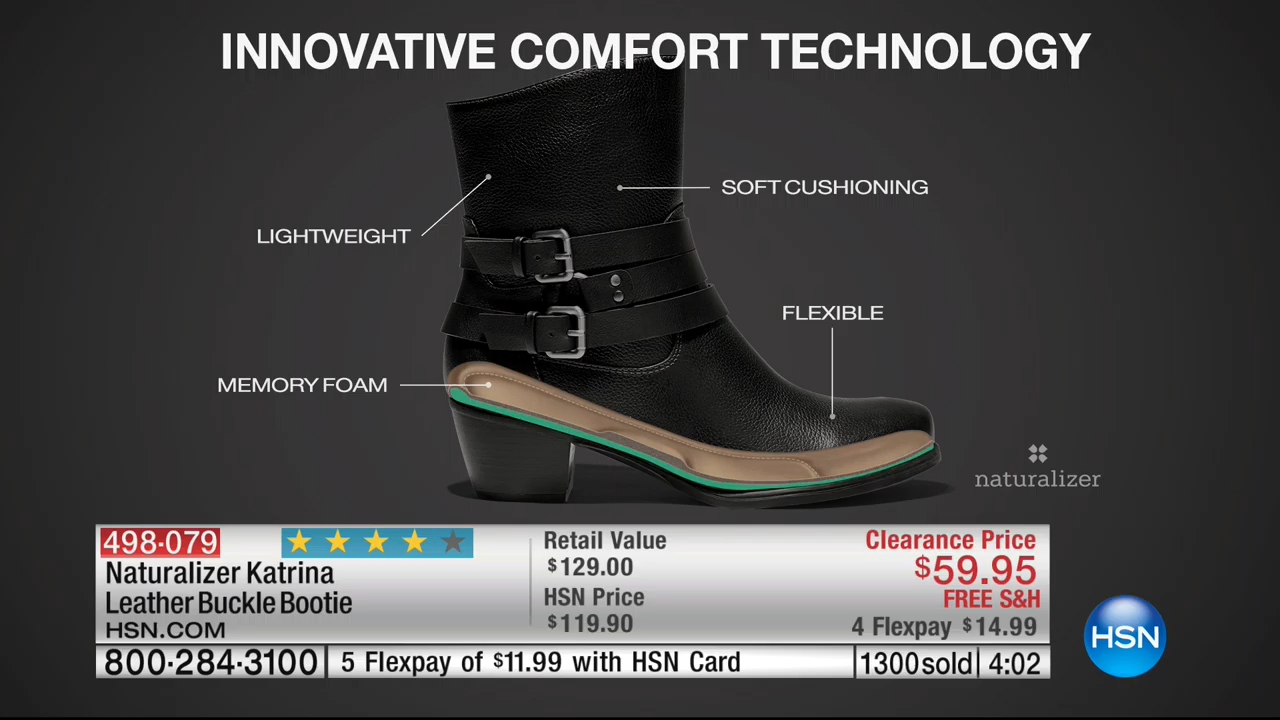 INNOVATIVE COMFORT TECHNOLOGY
SOFT CUSHIONING
LIGHTWEIGHT
FLEXIBLE
MEMORY FOAM
naturalizer
498·079
Naturalizer Katrina
Leather Buckle Bootie
HSN.COM
Retail Value
$129.00
HSN Price
$119.90
Clearance Price
$59.95
FREE S&H
4 Flexpay $14.99
HSN
800·284·3100
5 Flexpay of $11.99 with HSN Card
1300sold
4:02